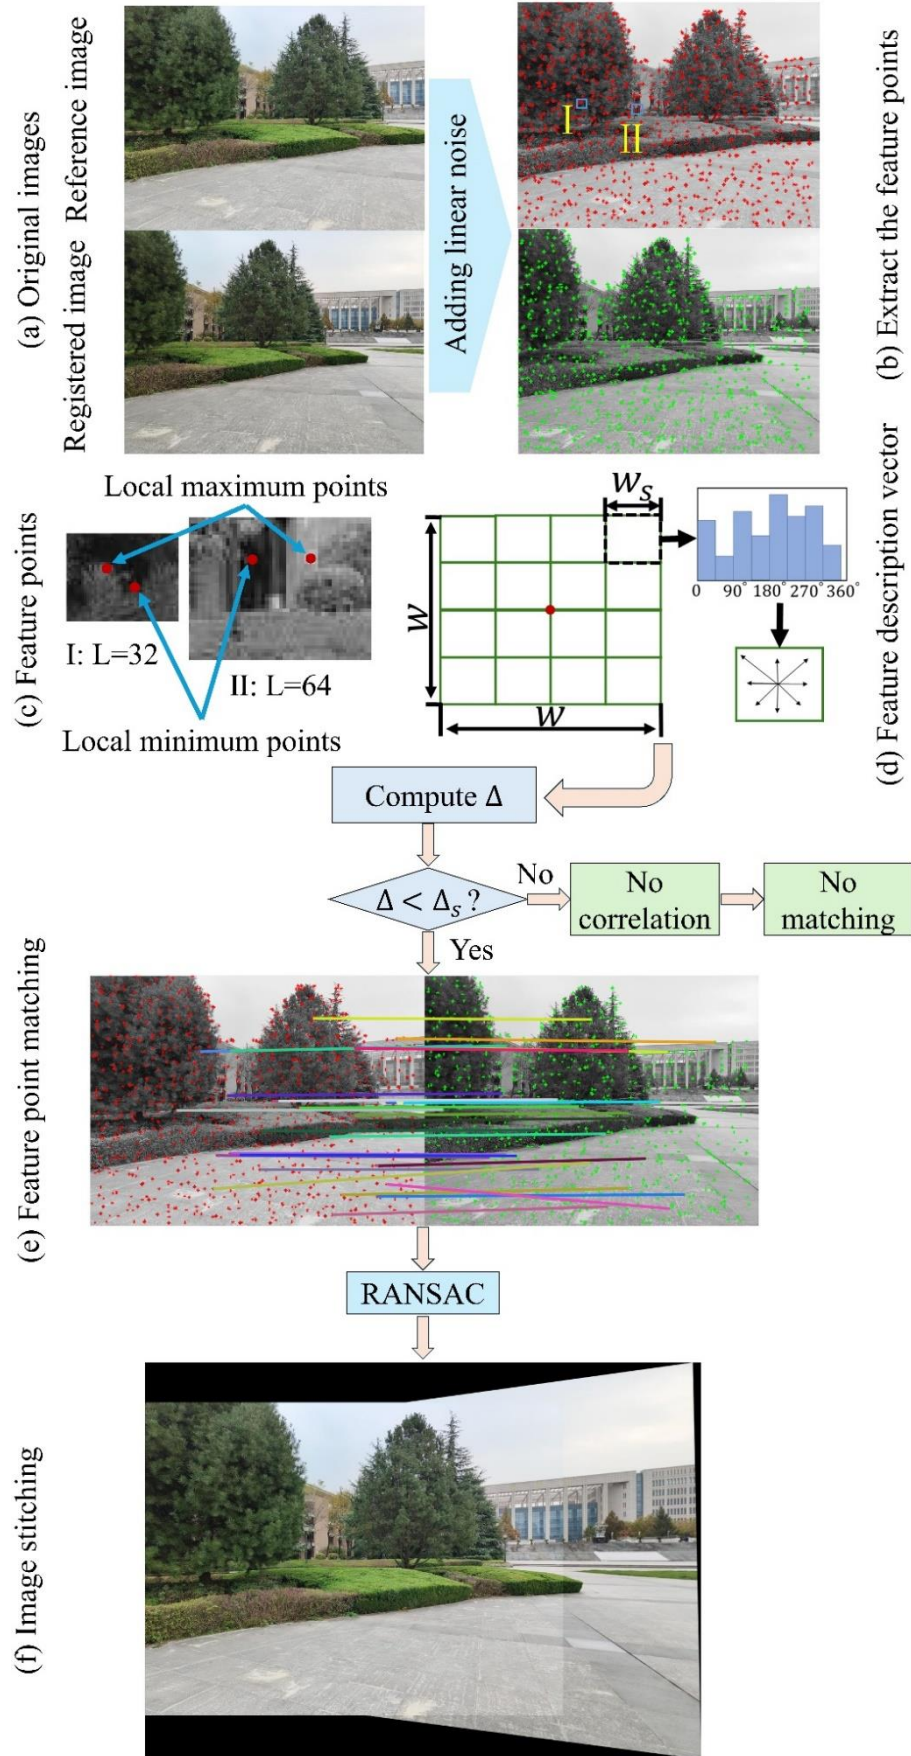 (a) Original images
Reference image
Registered image
Adding linear noise
I
II
(b) Extract the feature points
Local maximum points
I: L=32
II: L=64
Local minimum points
(c) Feature points
w
w
w_s
0 90° 180° 270° 360°
(d) Feature description vector
Compute Δ
Δ < Δ_s ?
No
No
correlation
No
matching
Yes
(e) Feature point matching
RANSAC
(f) Image stitching